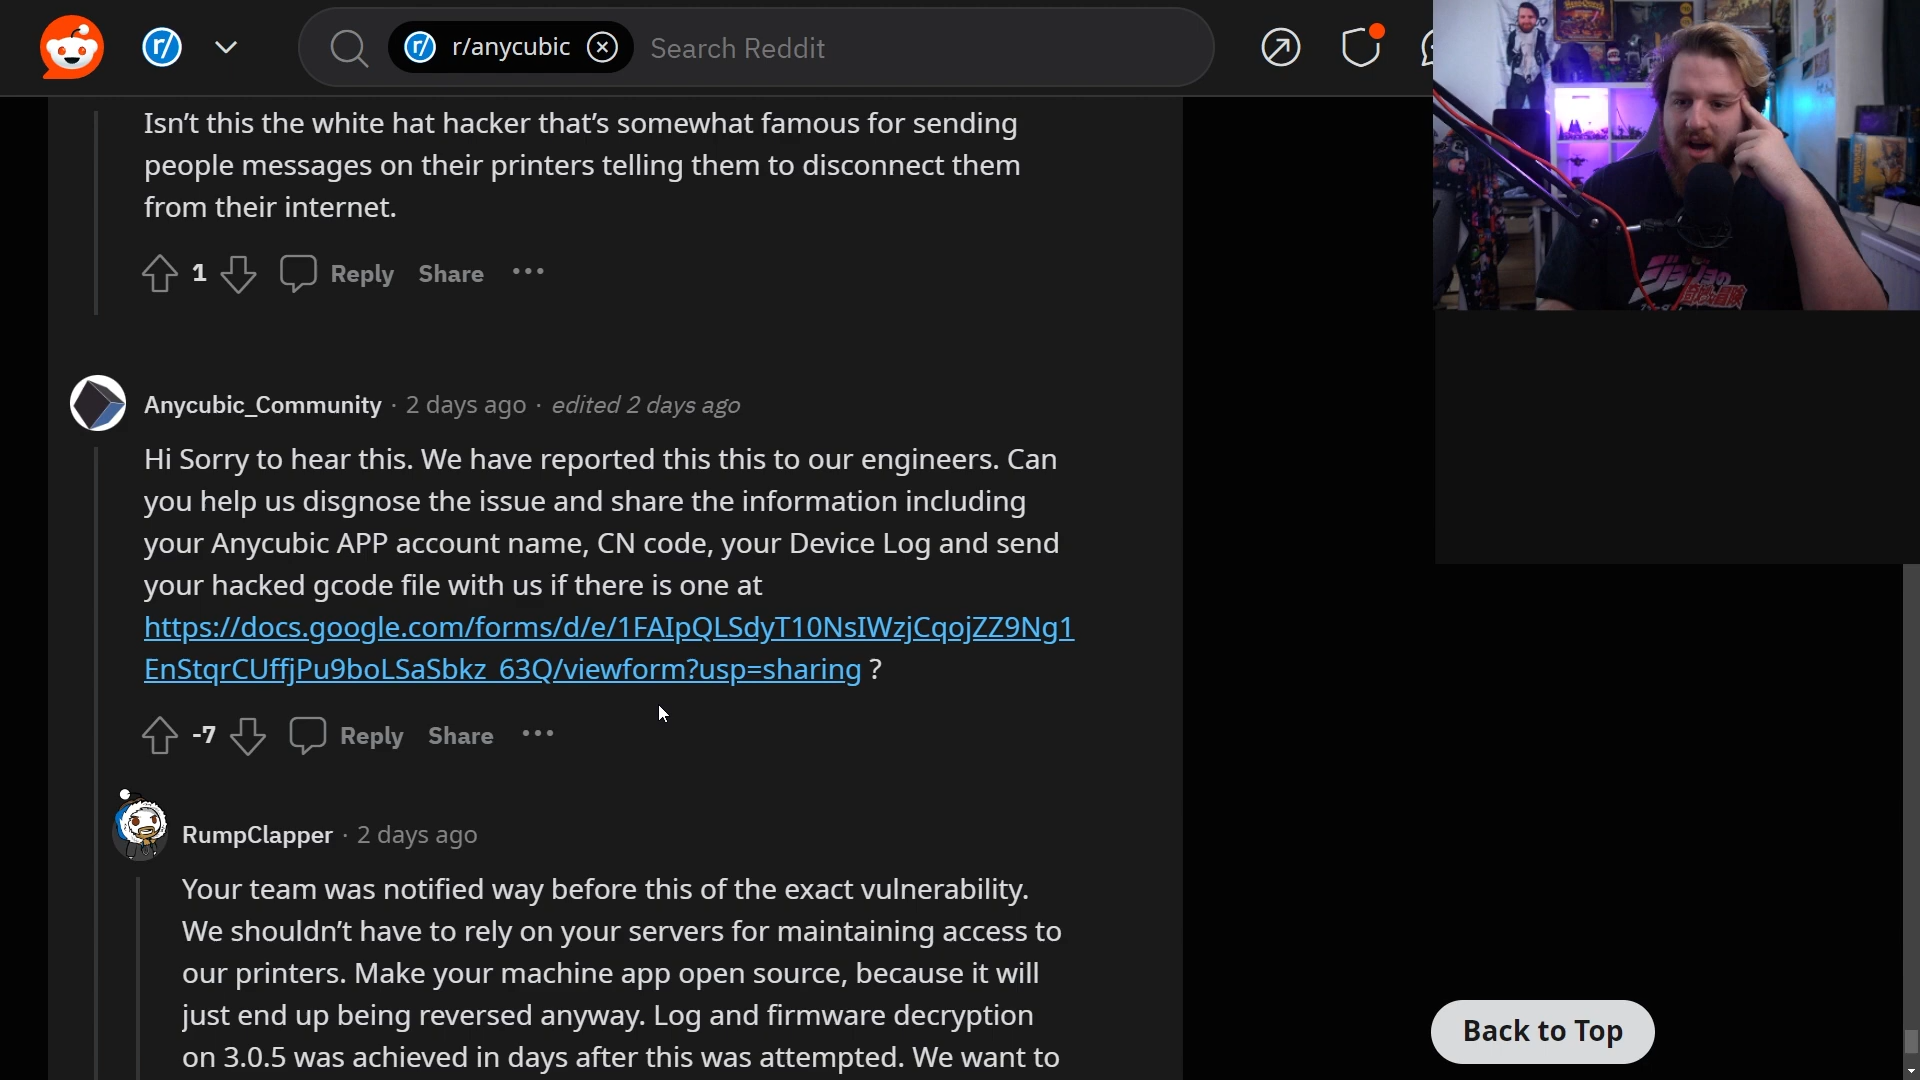 r/anycubic
Search Reddit
Isn't this the white hat hacker that's somewhat famous for sending
people messages on their printers telling them to disconnect them
from their internet.
1 Reply Share ...
Anycubic_Community · 2 days ago · edited 2 days ago
Hi Sorry to hear this. We have reported this this to our engineers. Can
you help us disgnose the issue and share the information including
your Anycubic APP account name, CN code, your Device Log and send
your hacked gcode file with us if there is one at
https://docs.google.com/forms/d/e/1FAIpQLSdyT10NsIWzjCqojZZ9Ng1
EnStqrCUffjPu9boLSaSbkz_63Q/viewform?usp=sharing ?
-7 Reply Share ...
RumpClapper · 2 days ago
Your team was notified way before this of the exact vulnerability.
We shouldn't have to rely on your servers for maintaining access to
our printers. Make your machine app open source, because it will
just end up being reversed anyway. Log and firmware decryption
on 3.0.5 was achieved in days after this was attempted. We want to
Back to Top